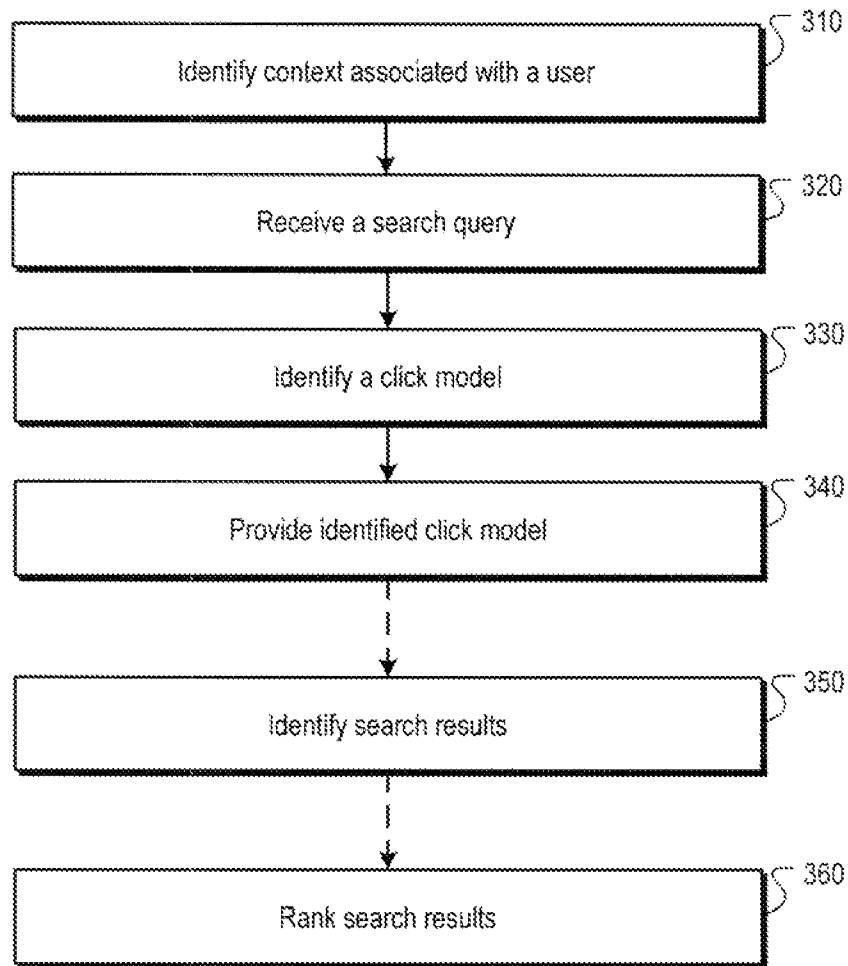 310
Identify context associated with a user
320
Receive a search query
330
Identify a click model
340
Provide identified click model
350
Identify search results
360
Rank search results